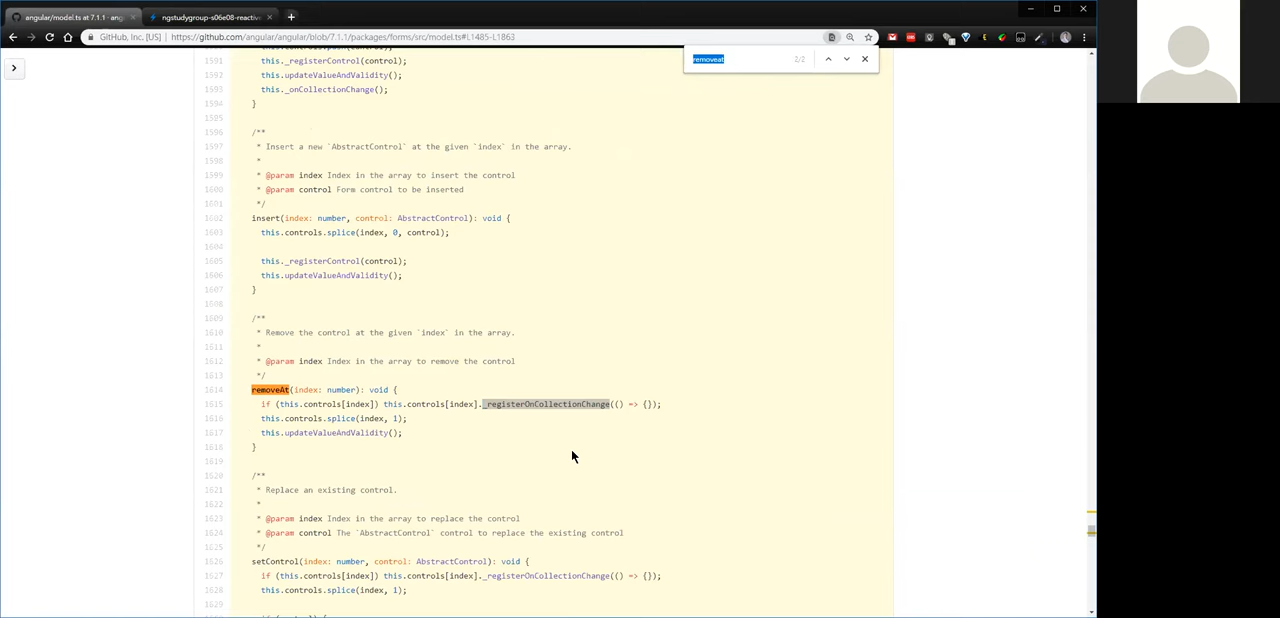 angular/model.ts at 7.1.1 · ang
ngstudygroup-s06e08-reactive
GitHub, Inc. [US]
https://github.com/angular/angular/blob/7.1.1/packages/forms/src/model.ts#L1485-L1863
removeat
2/2
1591 this._registerControl(control);
1592 this.updateValueAndValidity();
1593 this._onCollectionChange();
1594 }
1595
1596 /**
1597 * Insert a new `AbstractControl` at the given `index` in the array.
1598 *
1599 * @param index Index in the array to insert the control
1600 * @param control Form control to be inserted
1601 */
1602 insert(index: number, control: AbstractControl): void {
1603 this.controls.splice(index, 0, control);
1604
1605 this._registerControl(control);
1606 this.updateValueAndValidity();
1607 }
1608
1609 /**
1610 * Remove the control at the given `index` in the array.
1611 *
1612 * @param index Index in the array to remove the control
1613 */
1614 removeAt(index: number): void {
1615 if (this.controls[index]) this.controls[index]._registerOnCollectionChange(() => {});
1616 this.controls.splice(index, 1);
1617 this.updateValueAndValidity();
1618 }
1619
1620 /**
1621 * Replace an existing control.
1622 *
1623 * @param index Index in the array to replace the control
1624 * @param control The `AbstractControl` control to replace the existing control
1625 */
1626 setControl(index: number, control: AbstractControl): void {
1627 if (this.controls[index]) this.controls[index]._registerOnCollectionChange(() => {});
1628 this.controls.splice(index, 1);
1629